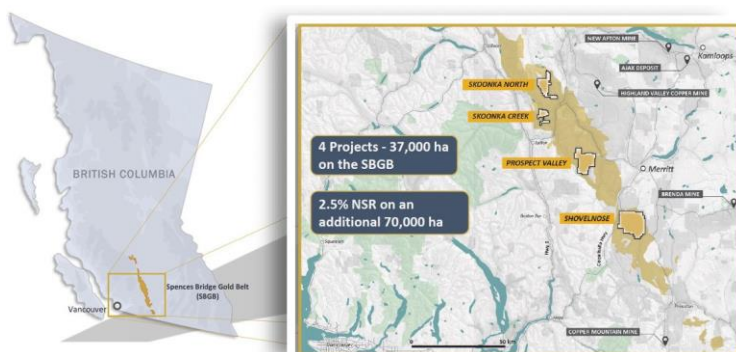 BRITISH COLUMBIA
Spences Bridge Gold Belt
(SBGB)
Vancouver
4 Projects - 37,000 ha
on the SBGB
2.5% NSR on an
additional 70,000 ha
NEW AFTON MINE
Kamloops
AJAX DEPOSIT
SKOONKA NORTH
HIGHLAND VALLEY COPPER MINE
SKOONKA CREEK
PROSPECT VALLEY
Merritt
BRENDA MINE
SHOVELNOSE
Princeton
COPPER MOUNTAIN MINE
0
50 km